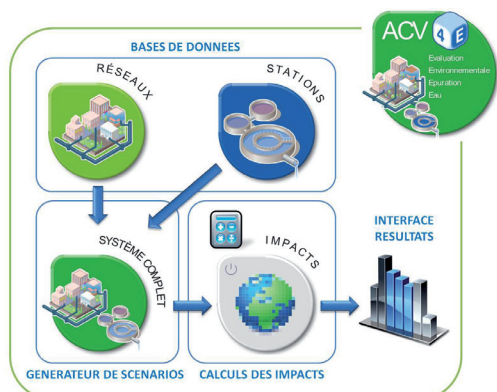 BASES DE DONNEES
RÉSEAUX
STATIONS
ACV
4E
Evaluation
Environnementale
Epuration
Eau
SYSTÈME COMPLET
IMPACTS
INTERFACE
RESULTATS
GENERATEUR DE SCENARIOS
CALCULS DES IMPACTS